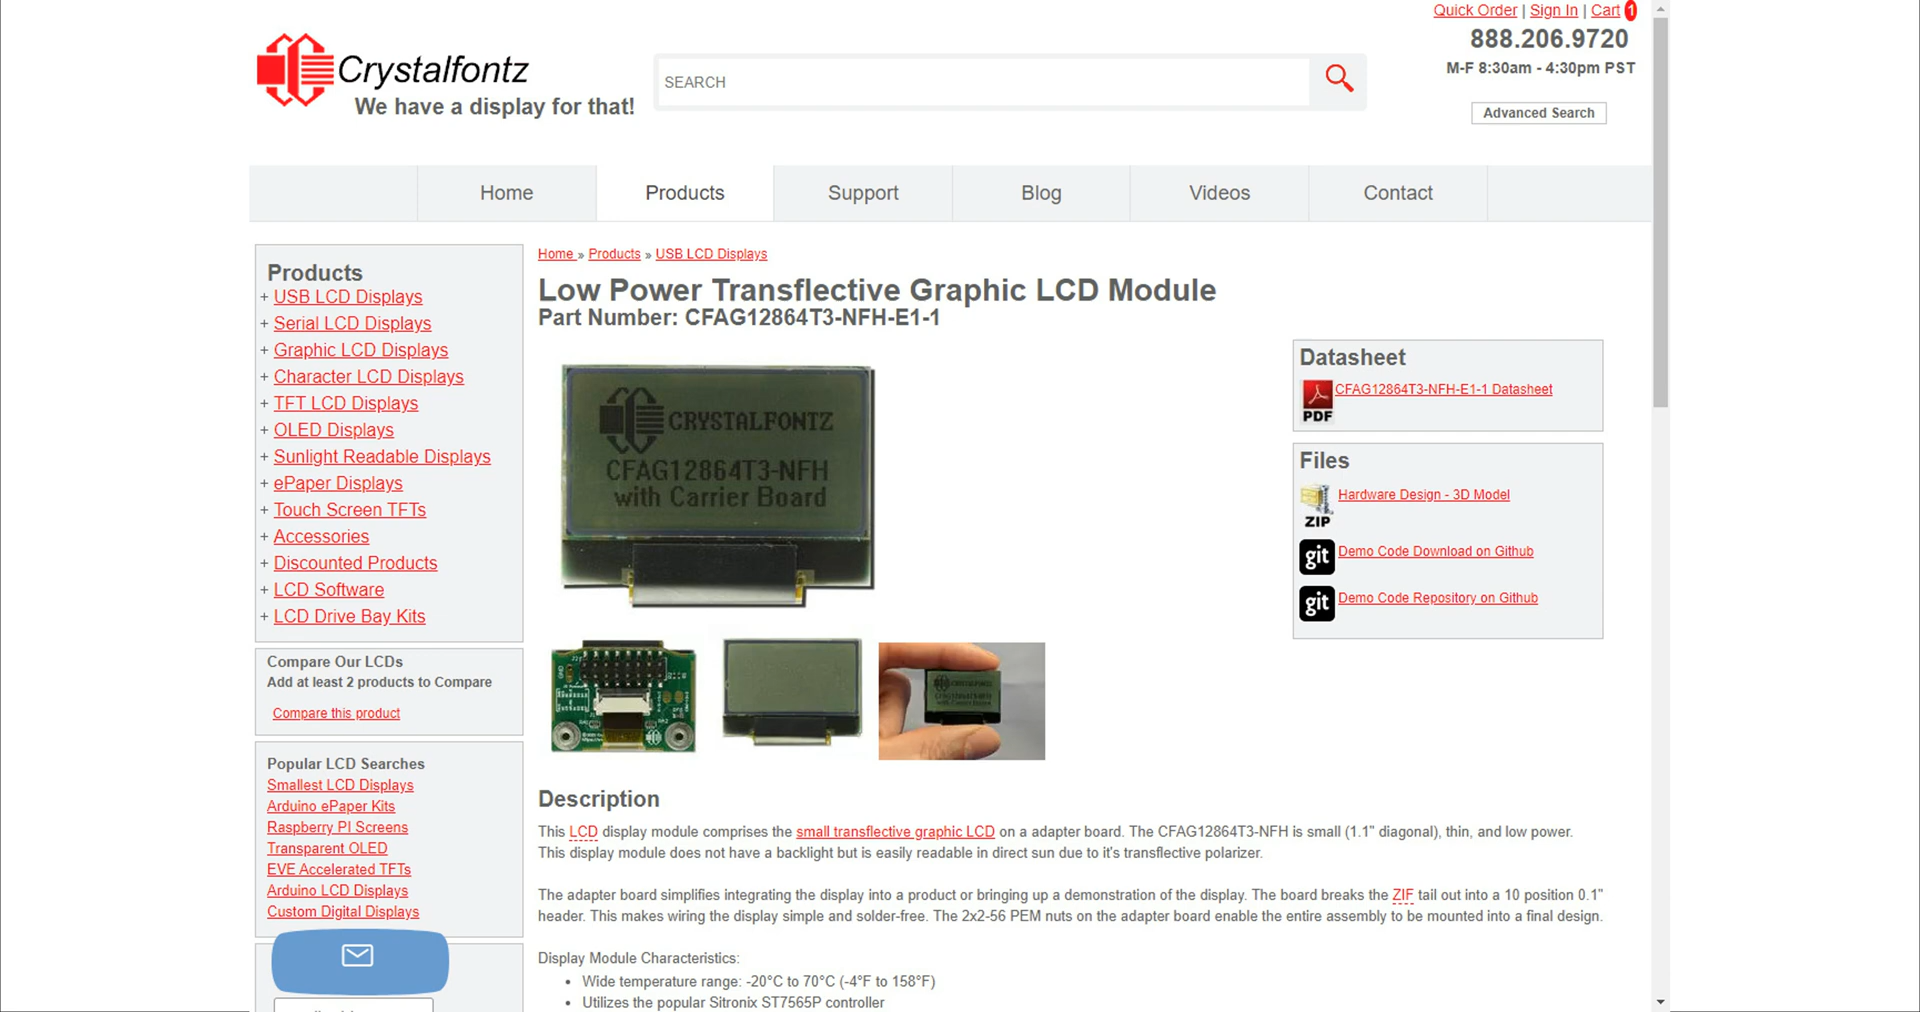 Quick Order | Sign In | Cart 1
888.206.9720
M-F 8:30am - 4:30pm PST
Advanced Search
Crystalfontz
We have a display for that!
SEARCH
Home
Products
Support
Blog
Videos
Contact
Products
+ USB LCD Displays
+ Serial LCD Displays
+ Graphic LCD Displays
+ Character LCD Displays
+ TFT LCD Displays
+ OLED Displays
+ Sunlight Readable Displays
+ ePaper Displays
+ Touch Screen TFTs
+ Accessories
+ Discounted Products
+ LCD Software
+ LCD Drive Bay Kits
Compare Our LCDs
Add at least 2 products to Compare
Compare this product
Popular LCD Searches
Smallest LCD Displays
Arduino ePaper Kits
Raspberry PI Screens
Transparent OLED
EVE Accelerated TFTs
Arduino LCD Displays
Custom Digital Displays
Home » Products » USB LCD Displays
Low Power Transflective Graphic LCD Module
Part Number: CFAG12864T3-NFH-E1-1
CRYSTALFONTZ
CFAG12864T3-NFH
with Carrier Board
Datasheet
PDF
CFAG12864T3-NFH-E1-1 Datasheet
Files
ZIP
Hardware Design - 3D Model
git
Demo Code Download on Github
git
Demo Code Repository on Github
Description
This LCD display module comprises the small transflective graphic LCD on a adapter board. The CFAG12864T3-NFH is small (1.1" diagonal), thin, and low power.
This display module does not have a backlight but is easily readable in direct sun due to it's transflective polarizer.
The adapter board simplifies integrating the display into a product or bringing up a demonstration of the display. The board breaks the ZIF tail out into a 10 position 0.1"
header. This makes wiring the display simple and solder-free. The 2x2-56 PEM nuts on the adapter board enable the entire assembly to be mounted into a final design.
Display Module Characteristics:
• Wide temperature range: -20°C to 70°C (-4°F to 158°F)
• Utilizes the popular Sitronix ST7565P controller